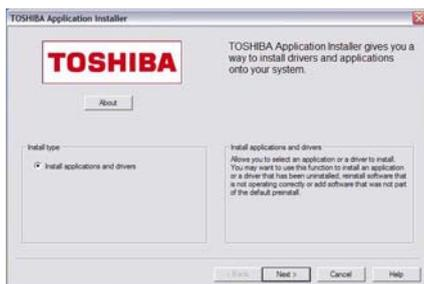 TOSHIBA Application Installer
TOSHIBA
TOSHIBA Application Installer gives you a
way to install drivers and applications
onto your system.
About
Install type
Install applications and drivers
Install applications and drivers
Allows you to select an application or a driver to install.
You may want to use this function to install an application
or a driver that has been uninstalled, reinstall software that
is not operating correctly or add software that was not part
of the default preinstall.
< Back
Next >
Cancel
Help